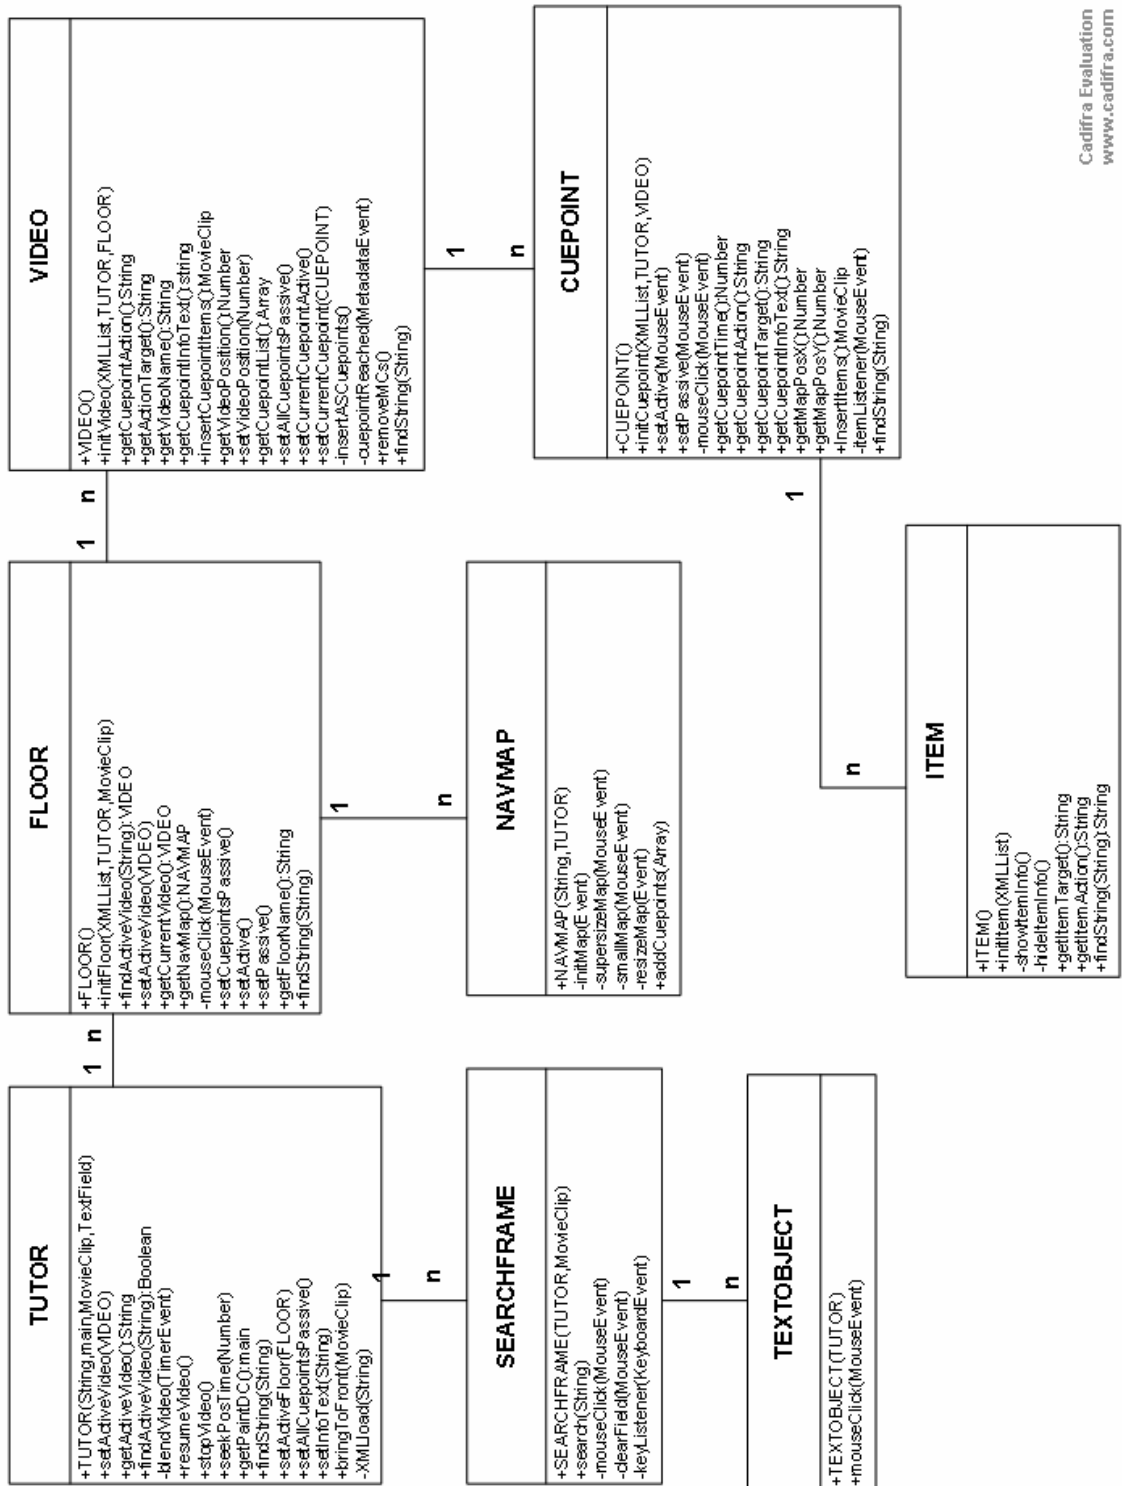 TUTOR
+TUTOR(String,main,MovieClip,TextField)
+setActiveVideo(VIDEO)
+getActiveVideo():String
+findActiveVideo(String):Boolean
-blendVideo(TimerEvent)
+resumeVideo()
+stopVideo()
+seekPosTime(Number)
+getPaintDC():main
+findString(String)
+setActiveFloor(FLOOR)
+setAllCuepointsPassive()
+setInfoText(String)
+bringToFront(MovieClip)
-XMLload(String)
1
n
FLOOR
+FLOOR()
+initFloor(XMLList,TUTOR,MovieClip)
+findActiveVideo(String):VIDEO
+setActiveVideo(VIDEO)
+getCurrentVideo():VIDEO
+getNavMap():NAVMAP
-mouseClick(MouseEvent)
+setCuepointsPassive()
+setActive()
+setPassive()
+getFloorName():String
+findString(String)
1
n
VIDEO
+VIDEO()
+initVideo(XMLList,TUTOR,FLOOR)
+getCuepointAction():String
+getActionTarget():String
+getVideoName():String
+getCuepointInfoText():string
+insertCuepointItems():MovieClip
+getVideoPosition():Number
+setVideoPosition(Number)
+getCuepointList():Array
+setAllCuepointsPassive()
+setCurrentCuepointActive()
+setCurrentCuepoint(CUEPOINT)
-insertASCuepoints()
-cuepointReached(MetadataEvent)
+removeMCs()
+findString(String)
1
n
1
n
1
n
SEARCHFRAME
+SEARCHFRAME(TUTOR,MovieClip)
+search(String)
-mouseClick(MouseEvent)
-clearField(MouseEvent)
-keyListener(KeyboardEvent)
NAVMAP
+NAVMAP(String,TUTOR)
-initMap(Event)
-supersizeMap(MouseEvent)
-smallMap(MouseEvent)
-resizeMap(Event)
+addCuepoints(Array)
CUEPOINT
+CUEPOINT()
+initCuepoint(XMLList,TUTOR,VIDEO)
+setActive(MouseEvent)
+setPassive(MouseEvent)
-mouseClick(MouseEvent)
+getCuepointTime():Number
+getCuepointAction():String
+getCuepointTarget():String
+getCuepointInfoText():String
+getMapPosX():Number
+getMapPosY():Number
+InsertItems():MovieClip
-itemListener(MouseEvent)
+findString(String)
1
n
1
n
TEXTOBJECT
+TEXTOBJECT(TUTOR)
+mouseClick(MouseEvent)
ITEM
+ITEM()
+initItem(XMLList)
-showItemInfo()
-hideItemInfo()
+getItemTarget():String
+getItemAction():String
+findString(String):String
Cadifra Evaluation
www.cadifra.com